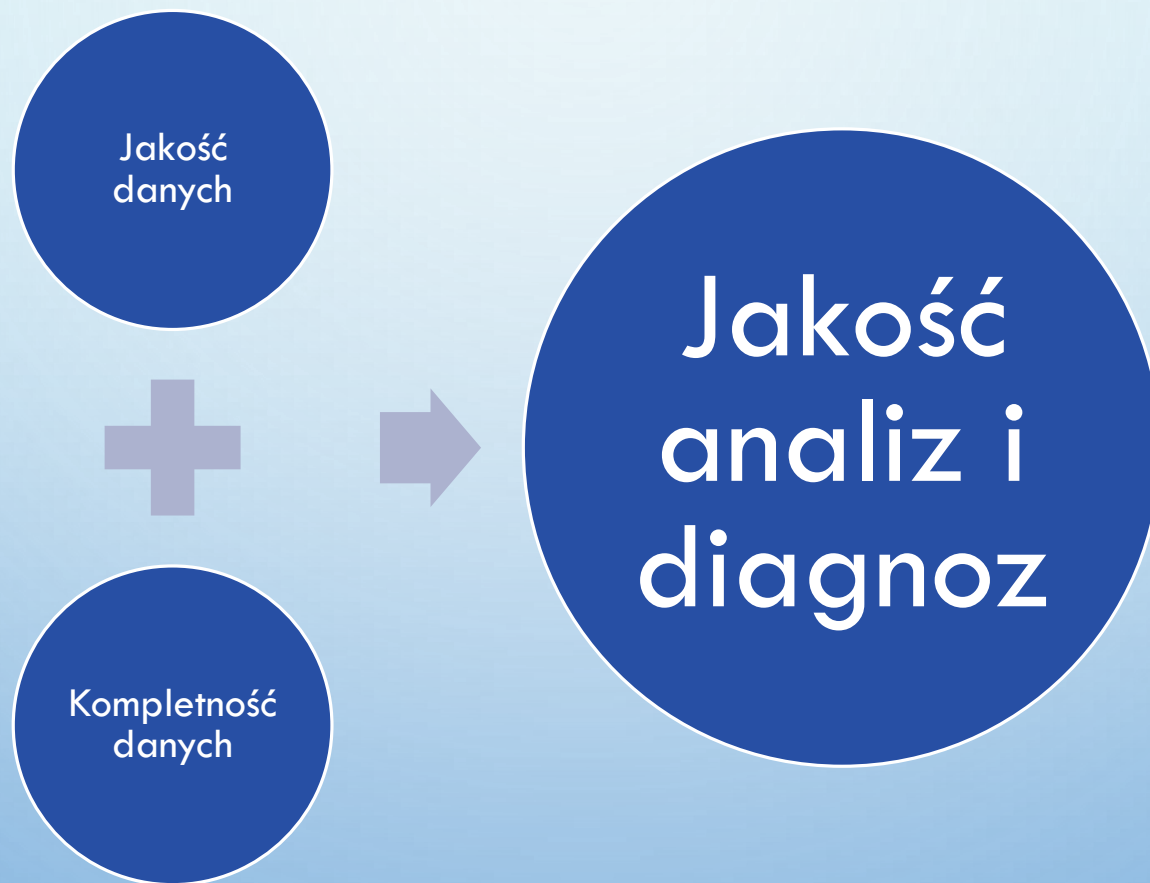 Jakość
danych
Kompletność
danych
Jakość
analiz i
diagnoz